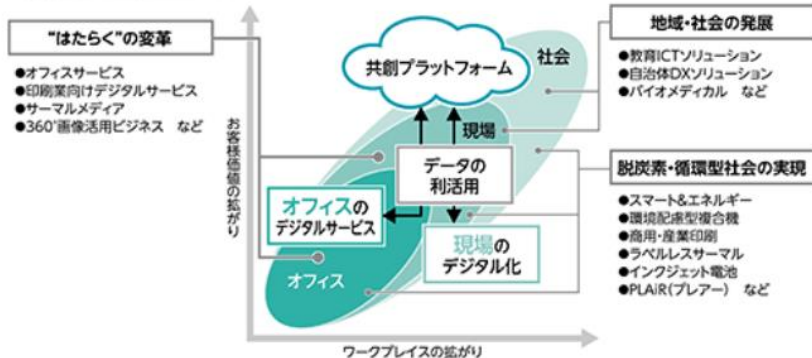 “はたらく”の変革
●オフィスサービス
●印刷業向けデジタルサービス
●サーマルメディア
●360°画像活用ビジネス など
お客様価値の拡がり
共創プラットフォーム
社会
現場
データの
利活用
オフィスの
デジタルサービス
現場の
デジタル化
オフィス
ワークプレイスの拡がり
地域・社会の発展
●教育ICTソリューション
●自治体DXソリューション
●バイオメディカル など
脱炭素・循環型社会の実現
●スマート&エネルギー
●環境配慮型複合機
●商用・産業印刷
●ラベルレスサーマル
●インクジェット電池
●PLAiR(プレアー) など